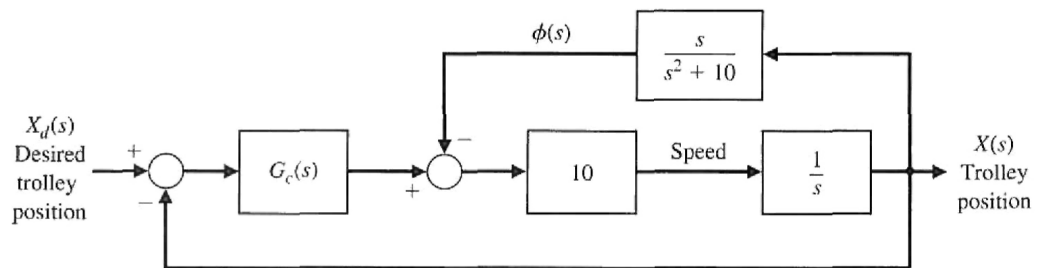 ϕ(s)
s
s² + 10
X_d(s)
Desired
trolley
position
+
−
G_c(s)
+
−
10
Speed
1
s
X(s)
Trolley
position